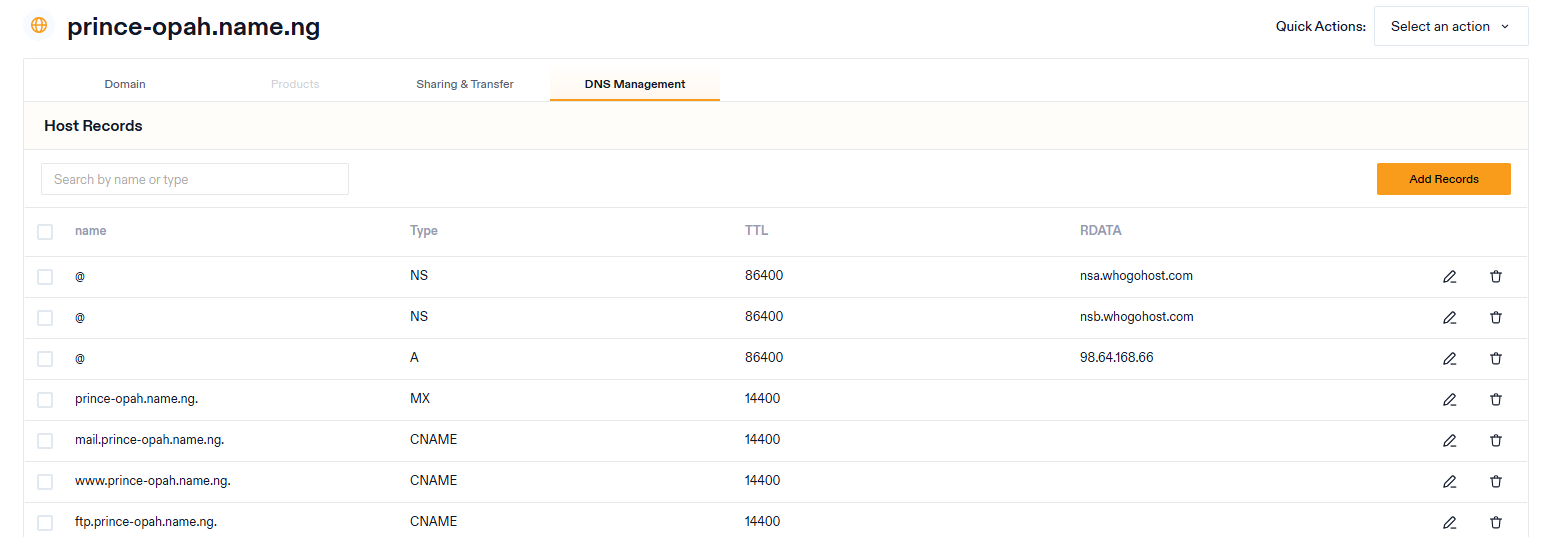 prince-opah.name.ng
Quick Actions: Select an action
Domain Products Sharing & Transfer DNS Management
Host Records
Search by name or type
Add Records
name Type TTL RDATA
@ NS 86400 nsa.whogohost.com
@ NS 86400 nsb.whogohost.com
@ A 86400 98.64.168.66
prince-opah.name.ng. MX 14400
mail.prince-opah.name.ng. CNAME 14400
www.prince-opah.name.ng. CNAME 14400
ftp.prince-opah.name.ng. CNAME 14400